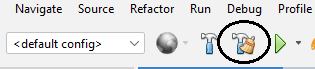 Navigate Source Refactor Run Debug Profile
<default config>